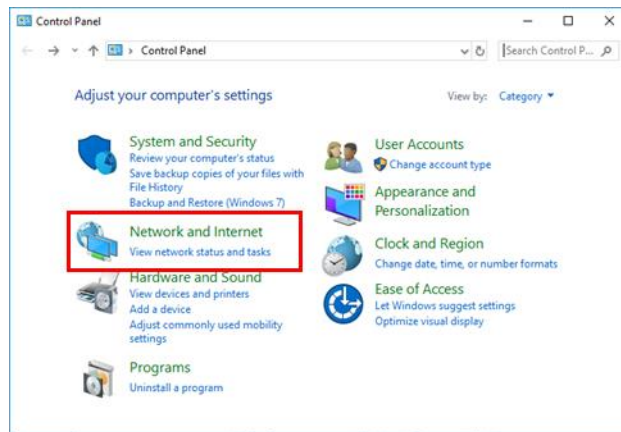 Control Panel
Control Panel
Search Control P...
Adjust your computer's settings
View by: Category
System and Security
Review your computer's status
Save backup copies of your files with
File History
Backup and Restore (Windows 7)
Network and Internet
View network status and tasks
Hardware and Sound
View devices and printers
Add a device
Adjust commonly used mobility
settings
Programs
Uninstall a program
User Accounts
Change account type
Appearance and
Personalization
Clock and Region
Change date, time, or number formats
Ease of Access
Let Windows suggest settings
Optimize visual display